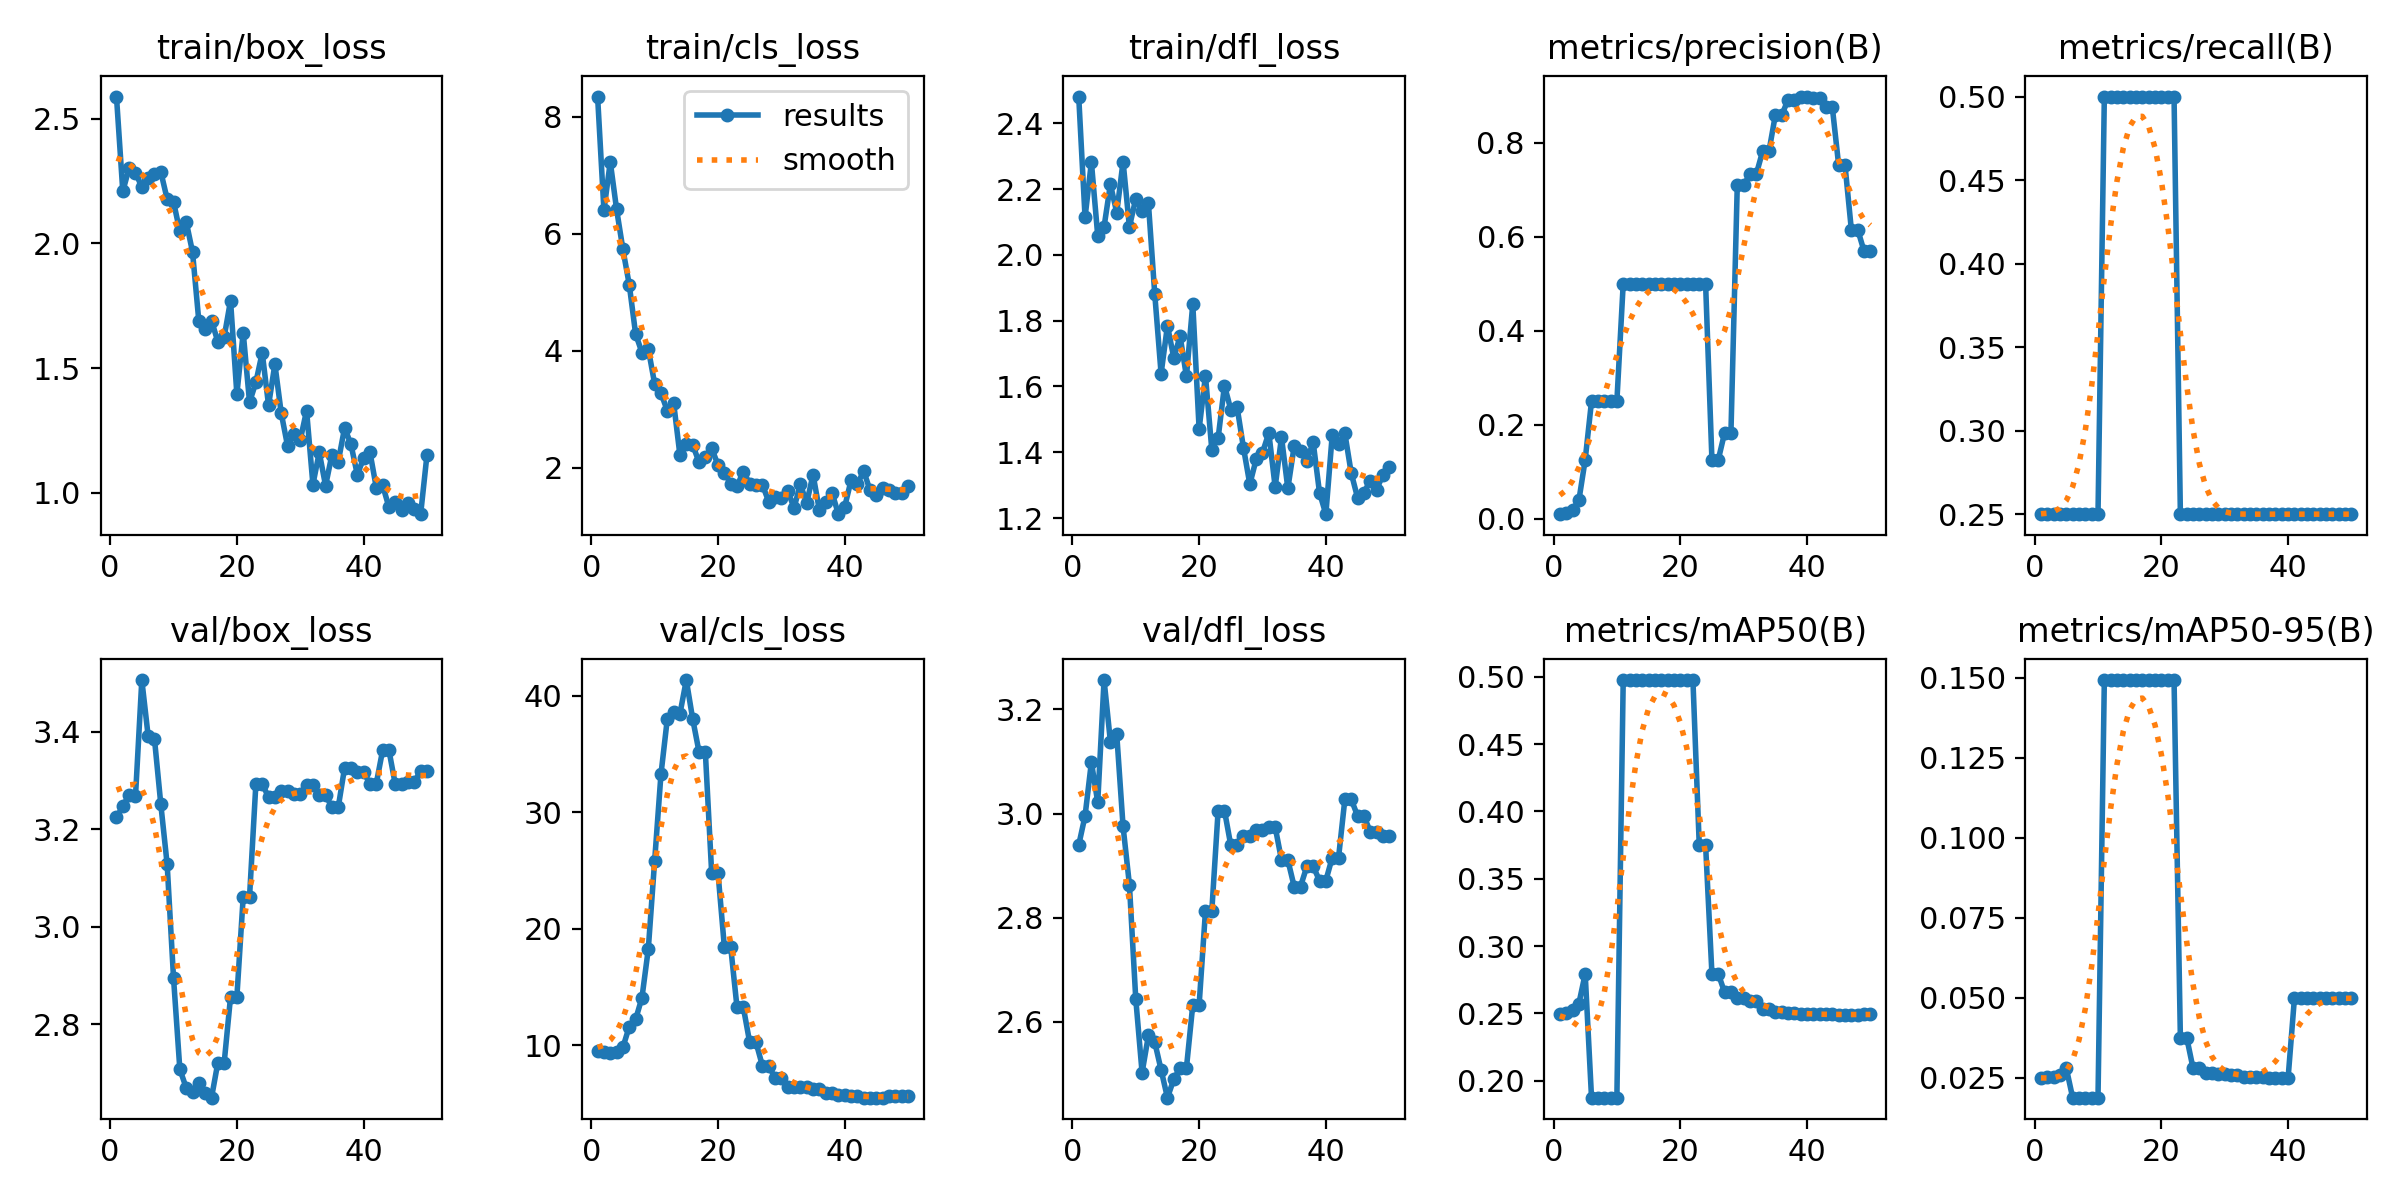 train/box_loss
train/cls_loss
train/dfl_loss
metrics/precision(B)
metrics/recall(B)
2.5
2.0
1.5
1.0
0 20 40
8
6
4
2
results
smooth
0 20 40
2.4
2.2
2.0
1.8
1.6
1.4
1.2
0 20 40
0.8
0.6
0.4
0.2
0.0
0 20 40
0.50
0.45
0.40
0.35
0.30
0.25
0 20 40
val/box_loss
val/cls_loss
val/dfl_loss
metrics/mAP50(B)
metrics/mAP50-95(B)
3.4
3.2
3.0
2.8
0 20 40
40
30
20
10
0 20 40
3.2
3.0
2.8
2.6
0 20 40
0.50
0.45
0.40
0.35
0.30
0.25
0.20
0 20 40
0.150
0.125
0.100
0.075
0.050
0.025
0 20 40